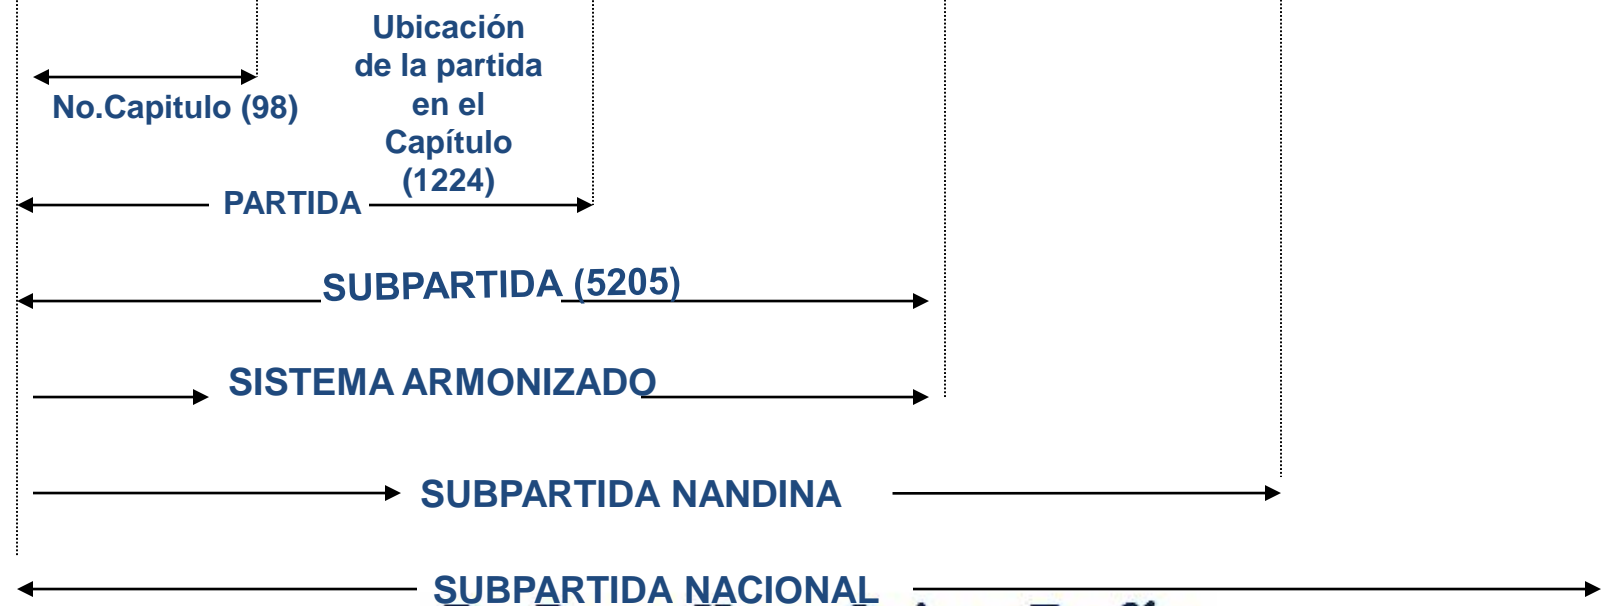 Ubicación
de la partida
en el
Capítulo
(1224)
No.Capitulo (98)
PARTIDA
SUBPARTIDA (5205)
SISTEMA ARMONIZADO
SUBPARTIDA NANDINA
SUBPARTIDA NACIONAL